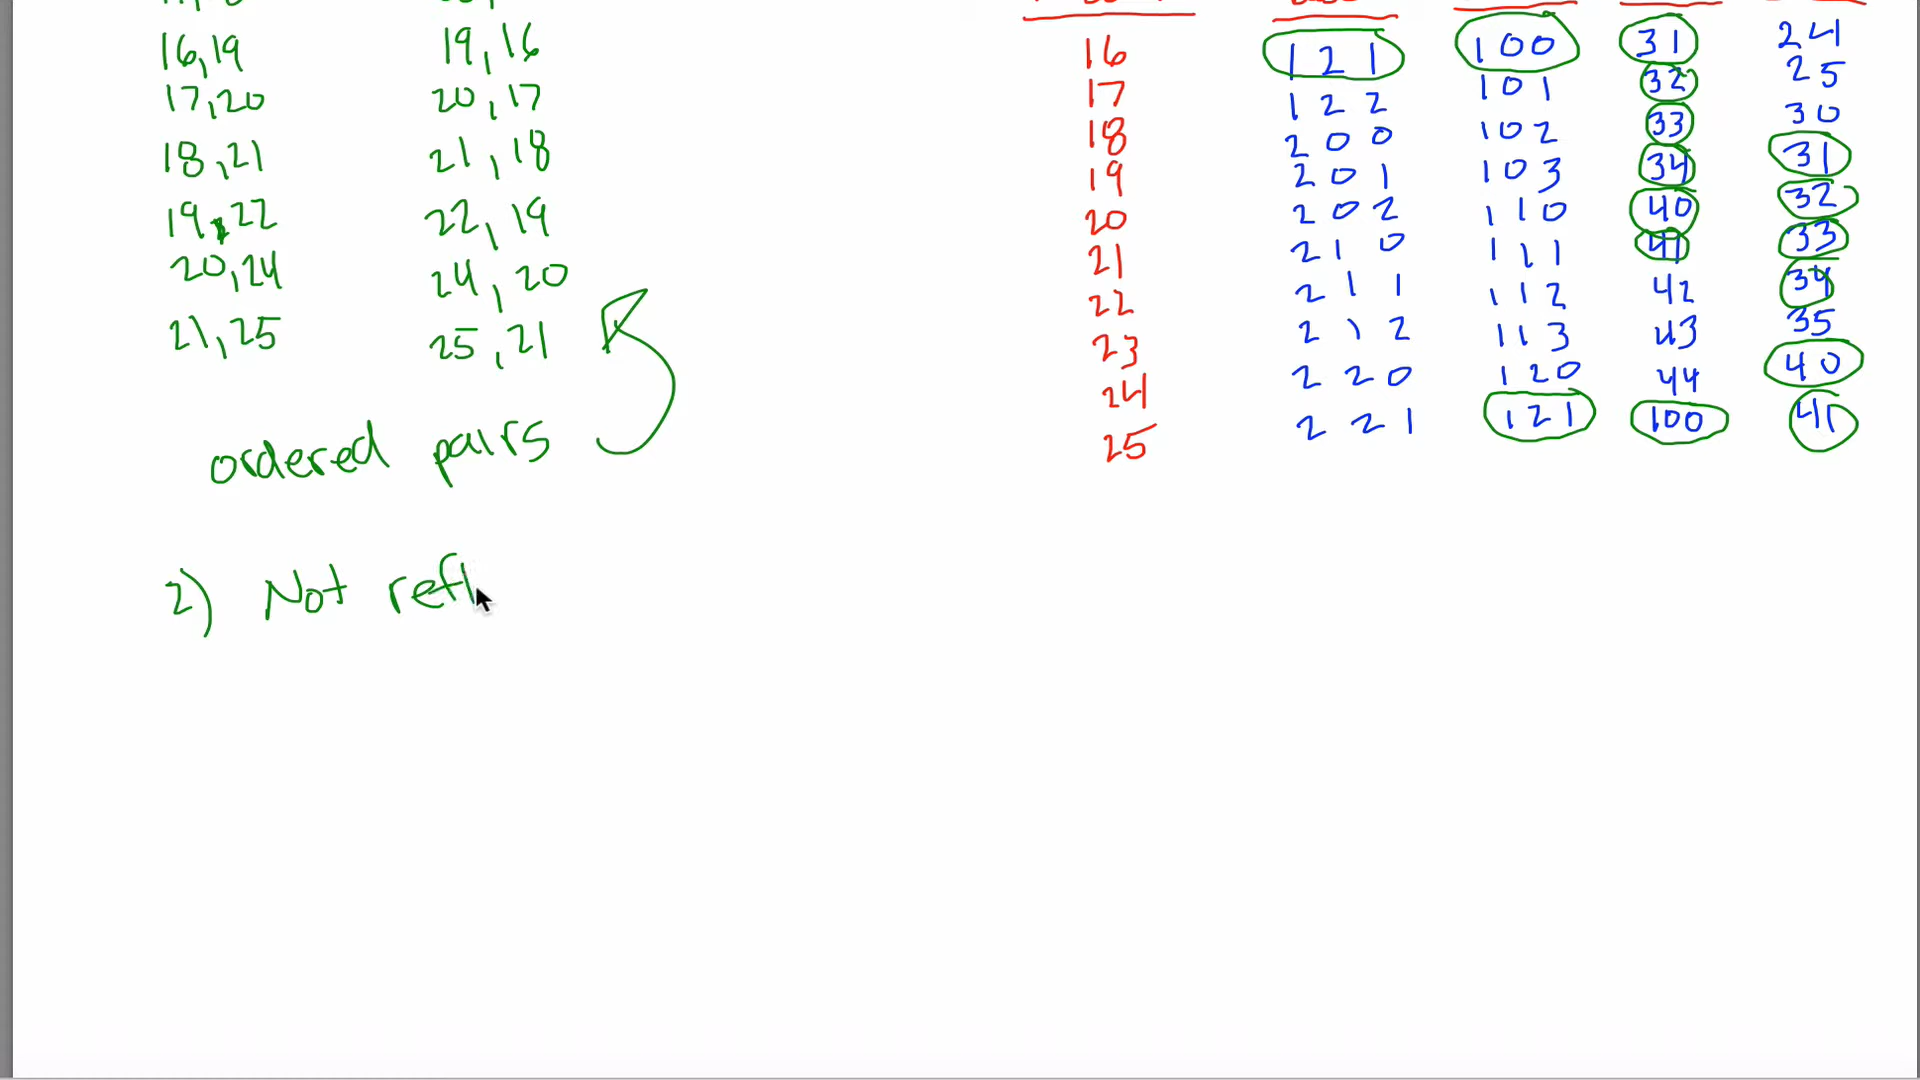 16,19 19,16
17,20 20,17
18,21 21,18
19,22 22,19
20,24 24,20
21,25 25,21
ordered pairs
2) Not refl
16 121 100 31 24
17 122 101 32 25
18 200 102 33 30
19 201 103 34 31
20 202 110 40 32
21 210 111 41 33
22 211 112 42 34
23 212 113 43 35
24 220 120 44 40
25 221 121 100 41